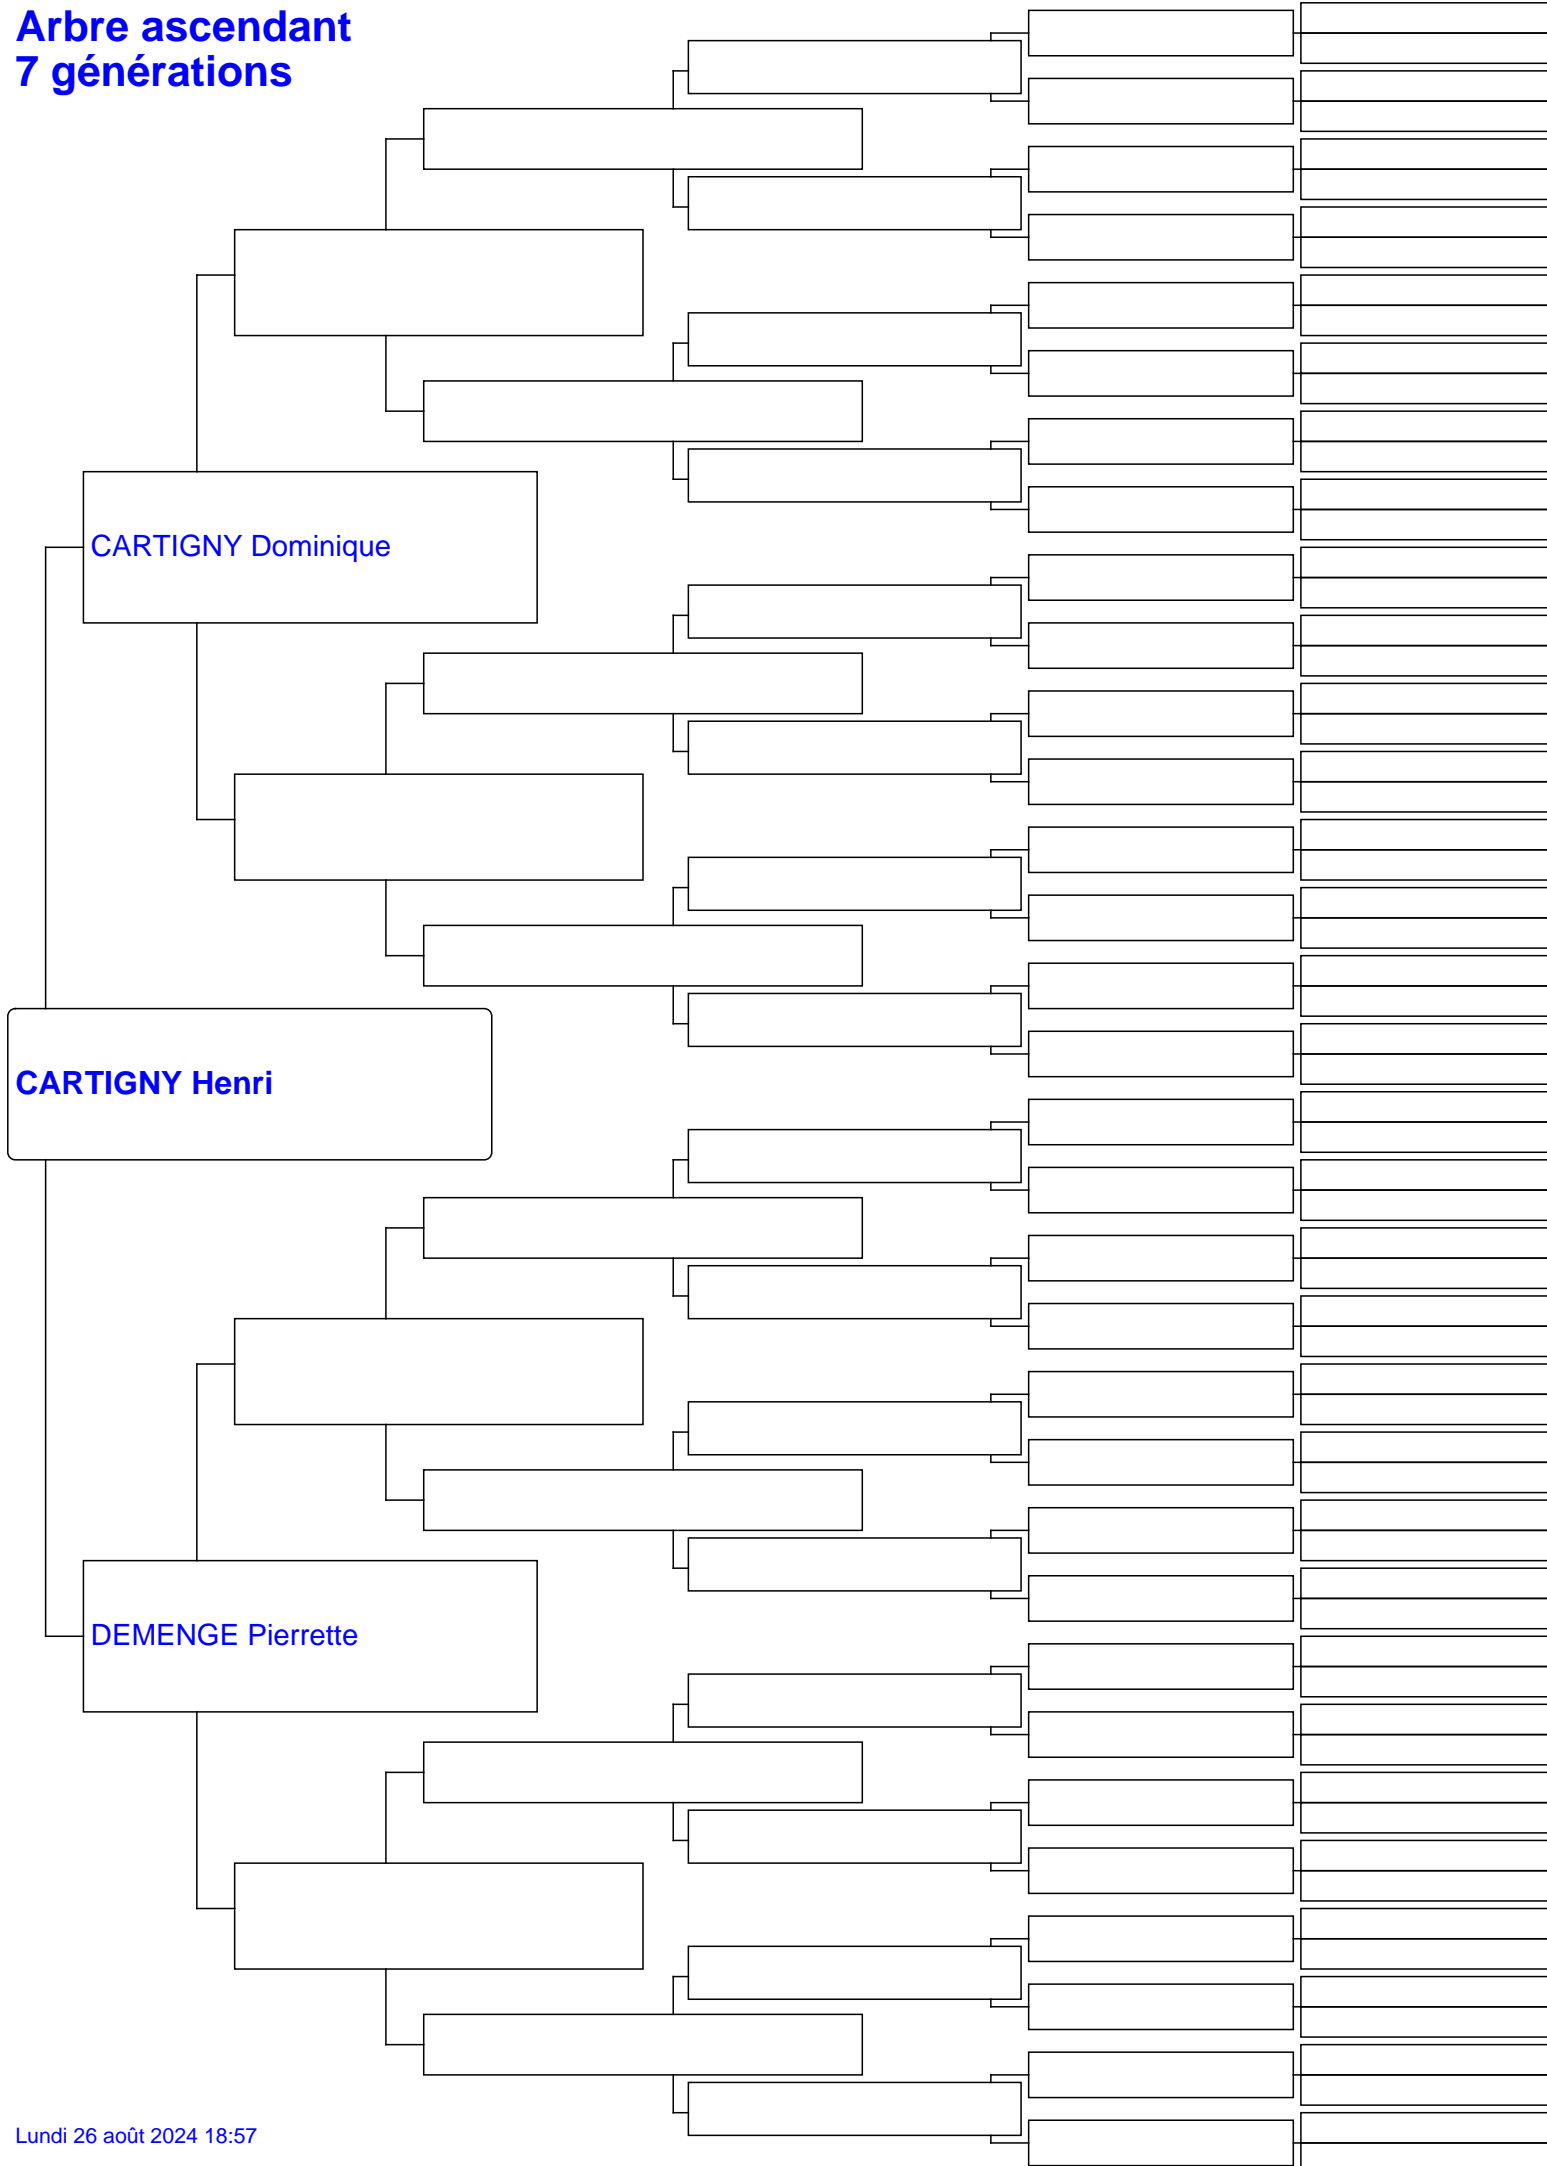 Arbre ascendant
7 générations
CARTIGNY Dominique
CARTIGNY Henri
DEMENGE Pierrette
Lundi 26 août 2024 18:57